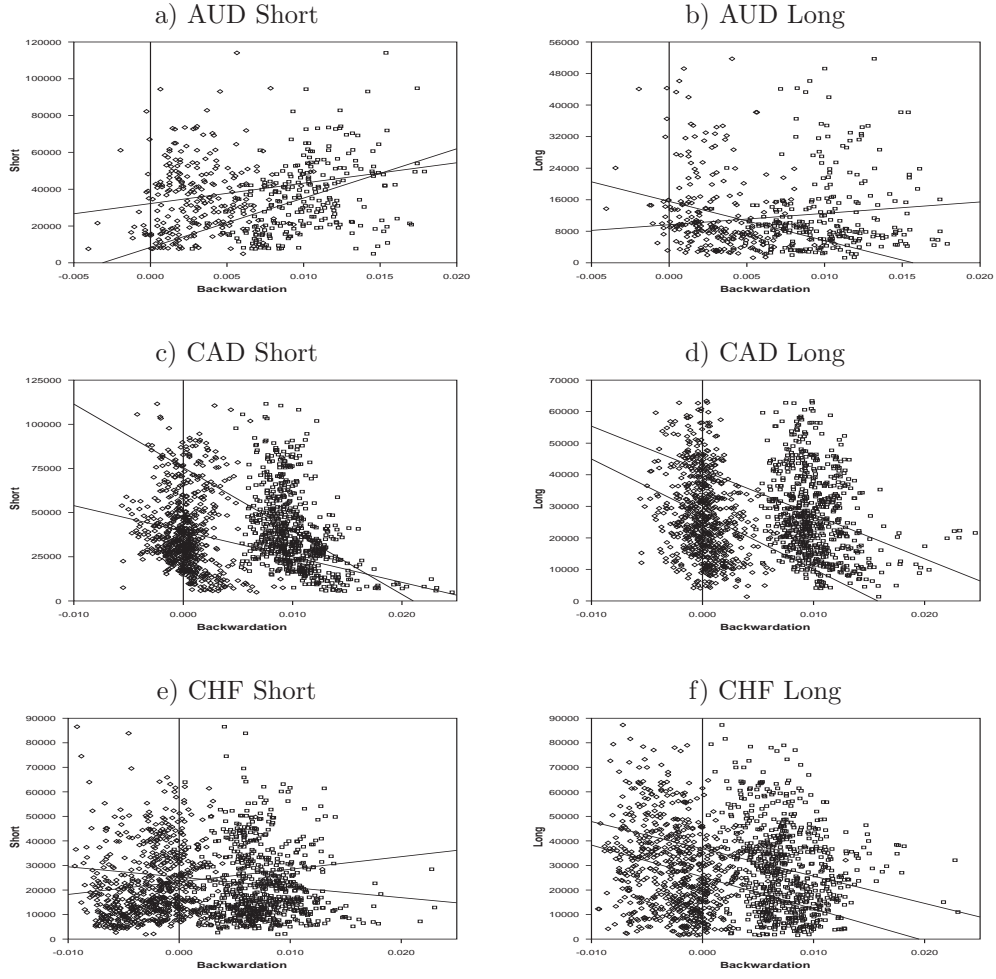 a) AUD Short
120000
100000
80000
60000
40000
20000
0
Short
-0.005 0.000 0.005 0.010 0.015 0.020
Backwardation
b) AUD Long
56000
48000
40000
32000
24000
16000
8000
0
Long
-0.005 0.000 0.005 0.010 0.015 0.020
Backwardation
c) CAD Short
125000
100000
75000
50000
25000
0
Short
-0.010 0.000 0.010 0.020
Backwardation
d) CAD Long
70000
60000
50000
40000
30000
20000
10000
0
Long
-0.010 0.000 0.010 0.020
Backwardation
e) CHF Short
90000
80000
70000
60000
50000
40000
30000
20000
10000
0
Short
-0.010 0.000 0.010 0.020
Backwardation
f) CHF Long
90000
80000
70000
60000
50000
40000
30000
20000
10000
0
Long
-0.010 0.000 0.010 0.020
Backwardation